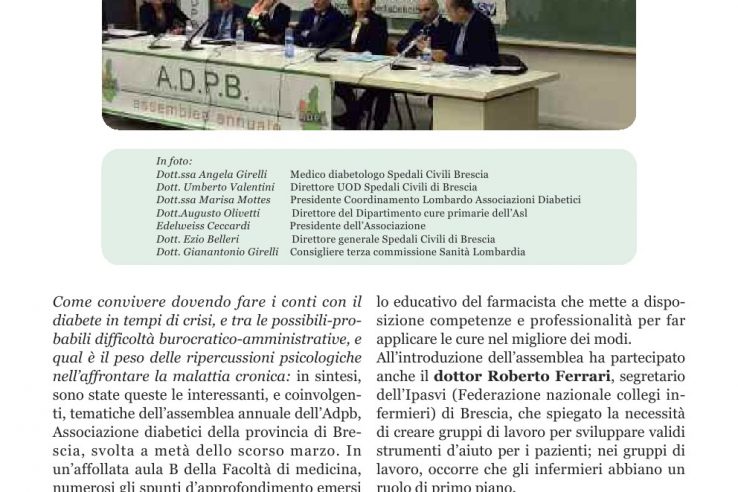 A.D.P.B.
assemblea annuale
In foto:
Dott.ssa Angela Girelli Medico diabetologo Spedali Civili Brescia
Dott. Umberto Valentini Direttore UOD Spedali Civili di Brescia
Dott.ssa Marisa Mottes Presidente Coordinamento Lombardo Associazioni Diabetici
Dott.Augusto Olivetti Direttore del Dipartimento cure primarie dell'Asl
Edelweiss Ceccardi Presidente dell'Associazione
Dott. Ezio Belleri Direttore generale Spedali Civili di Brescia
Dott. Gianantonio Girelli Consigliere terza commissione Sanità Lombardia
Come convivere dovendo fare i conti con il
diabete in tempi di crisi, e tra le possibili-pro-
babili difficoltà burocratico-amministrative, e
qual è il peso delle ripercussioni psicologiche
nell'affrontare la malattia cronica: in sintesi,
sono state queste le interessanti, e coinvolgen-
ti, tematiche dell'assemblea annuale dell'Adpb,
Associazione diabetici della provincia di Bre-
scia, svolta a metà dello scorso marzo. In
un'affollata aula B della Facoltà di medicina,
numerosi gli spunti d'approfondimento emersi
lo educativo del farmacista che mette a dispo-
sizione competenze e professionalità per far
applicare le cure nel migliore dei modi.
All'introduzione dell'assemblea ha partecipato
anche il dottor Roberto Ferrari, segretario
dell'Ipasvi (Federazione nazionale collegi in-
fermieri) di Brescia, che spiegato la necessità
di creare gruppi di lavoro per sviluppare validi
strumenti d'aiuto per i pazienti; nei gruppi di
lavoro, occorre che gli infermieri abbiano un
ruolo di primo piano.